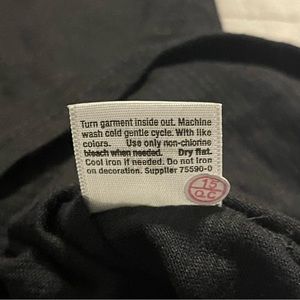 Turn garment inside out. Machine
wash cold gentle cycle. With like
colors. Use only non-chlorine
bleach when needed. Dry flat.
Cool iron if needed. Do not iron
on decoration. Supplier 75590-0
15
Q.C